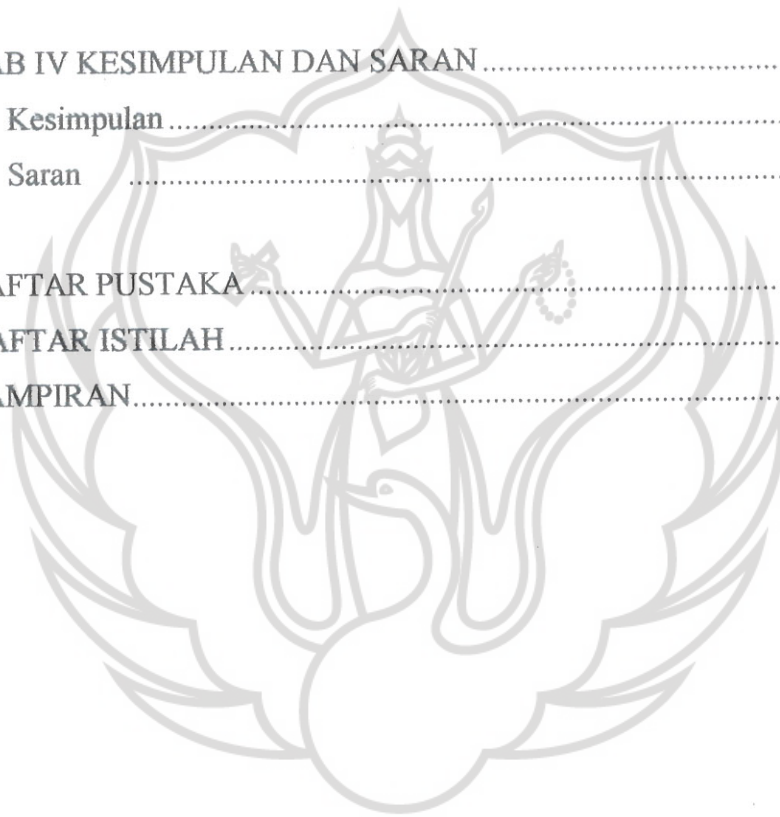 AB IV KESIMPULAN DAN SARAN ........................................
Kesimpulan ........................................
Saran ........................................
AFTAR PUSTAKA ........................................
AFTAR ISTILAH ........................................
AMPIRAN ........................................